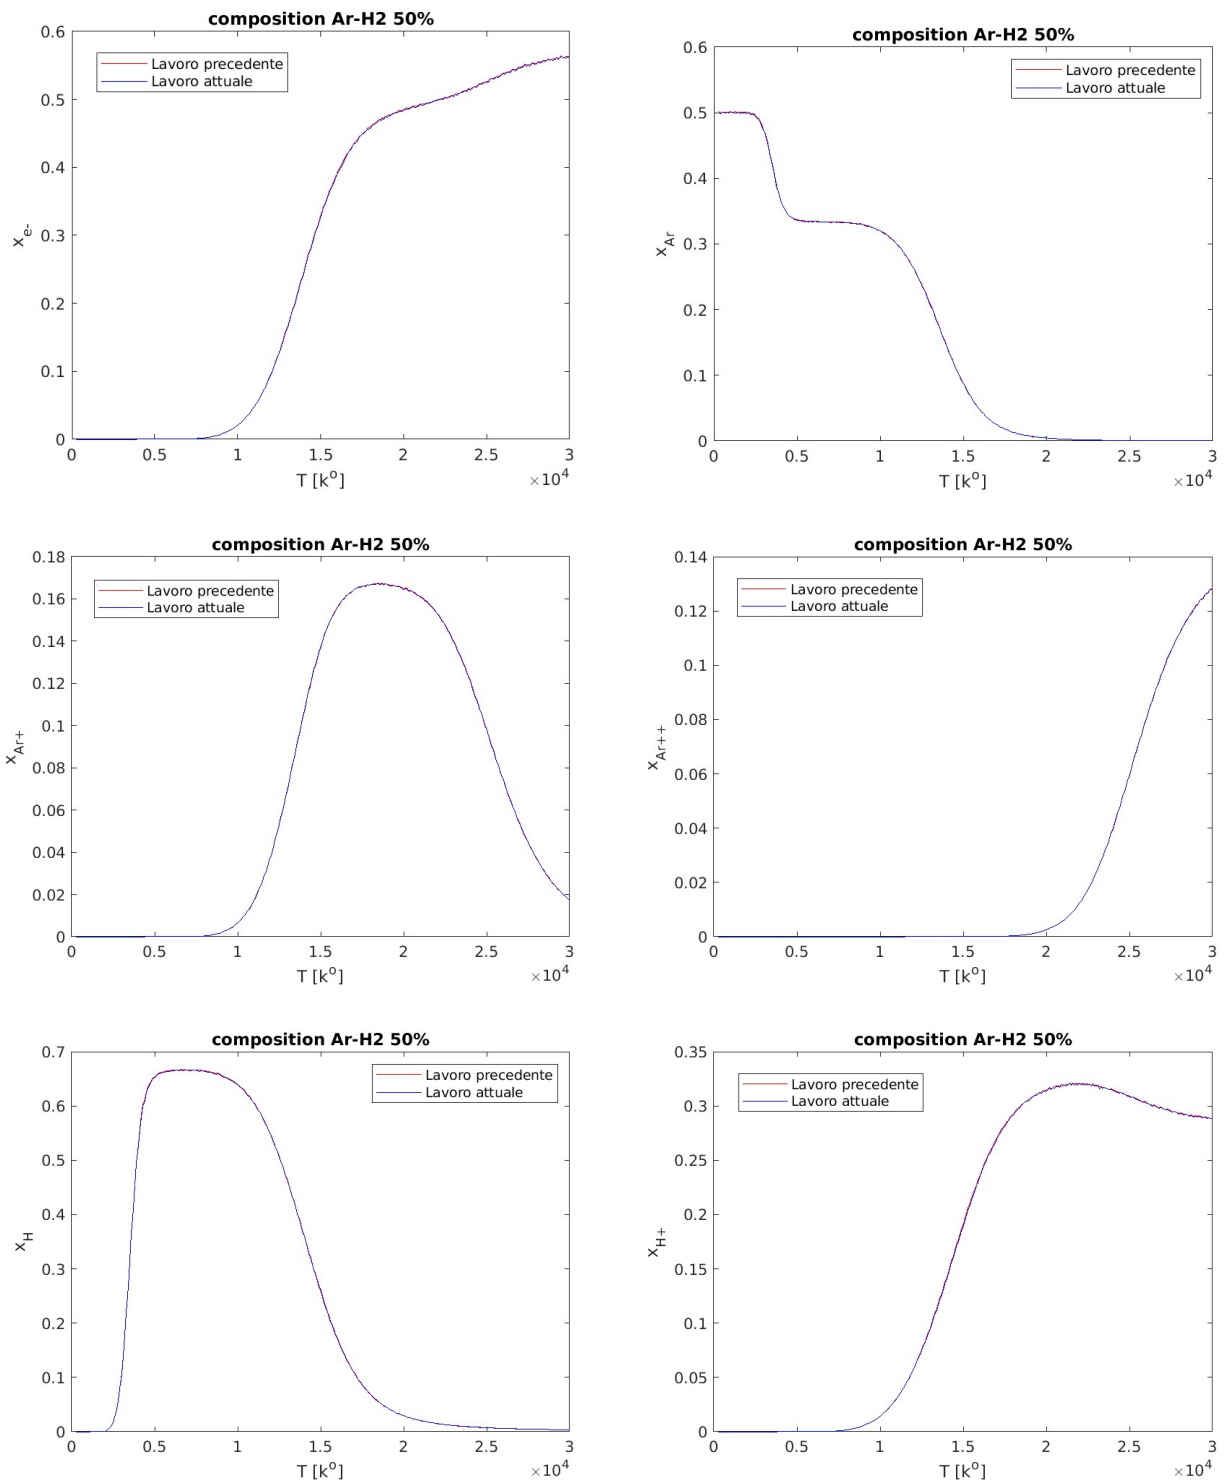 composition Ar-H2 50%
Lavoro precedente
Lavoro attuale
0.6
0.5
0.4
0.3
0.2
0.1
0
x_e-
0 0.5 1 1.5 2 2.5 3
T [k^o]
×10^4
composition Ar-H2 50%
Lavoro precedente
Lavoro attuale
0.6
0.5
0.4
0.3
0.2
0.1
0
x_Ar
0 0.5 1 1.5 2 2.5 3
T [k^o]
×10^4
composition Ar-H2 50%
Lavoro precedente
Lavoro attuale
0.18
0.16
0.14
0.12
0.1
0.08
0.06
0.04
0.02
0
x_Ar+
0 0.5 1 1.5 2 2.5 3
T [k^o]
×10^4
composition Ar-H2 50%
Lavoro precedente
Lavoro attuale
0.14
0.12
0.1
0.08
0.06
0.04
0.02
0
x_Ar++
0 0.5 1 1.5 2 2.5 3
T [k^o]
×10^4
composition Ar-H2 50%
Lavoro precedente
Lavoro attuale
0.7
0.6
0.5
0.4
0.3
0.2
0.1
0
x_H
0 0.5 1 1.5 2 2.5 3
T [k^o]
×10^4
composition Ar-H2 50%
Lavoro precedente
Lavoro attuale
0.35
0.3
0.25
0.2
0.15
0.1
0.05
0
x_H+
0 0.5 1 1.5 2 2.5 3
T [k^o]
×10^4